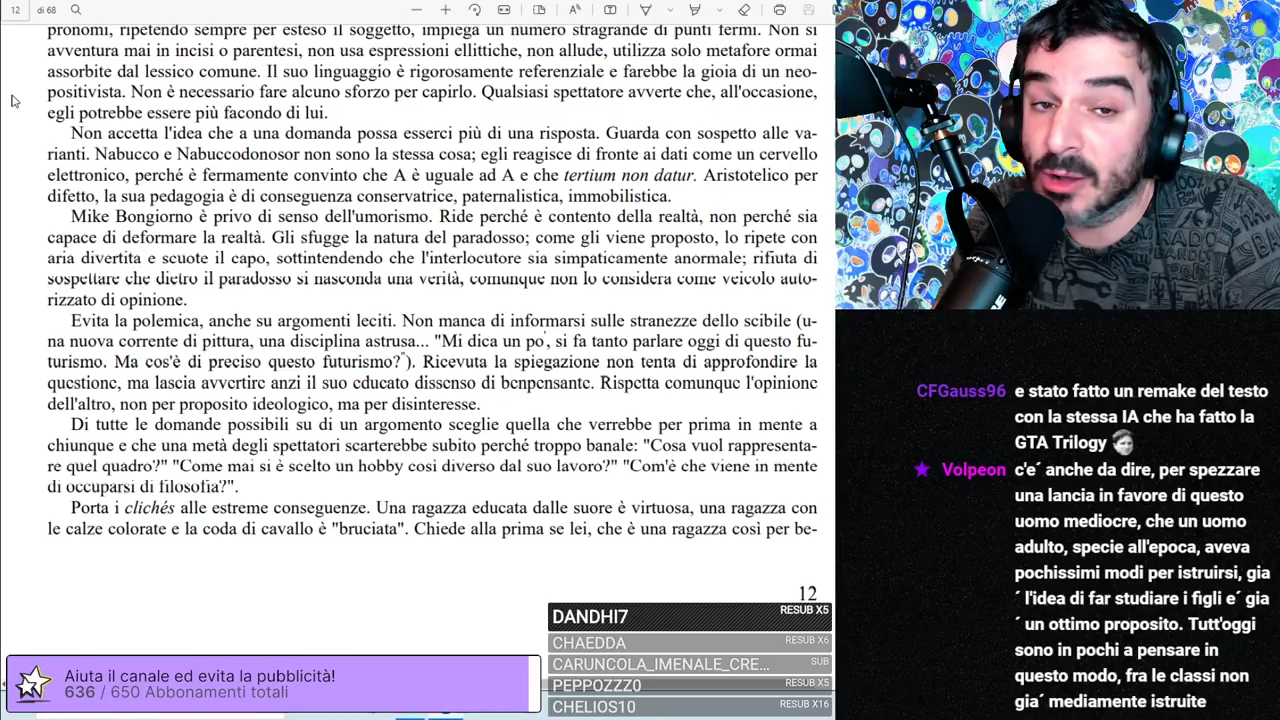 12
di 68
pronomi, ripetendo sempre per esteso il soggetto, impiega un numero stragrande di punti fermi. Non si
avventura mai in incisi o parentesi, non usa espressioni ellittiche, non allude, utilizza solo metafore ormai
assorbite dal lessico comune. Il suo linguaggio è rigorosamente referenziale e farebbe la gioia di un neo-
positivista. Non è necessario fare alcuno sforzo per capirlo. Qualsiasi spettatore avverte che, all'occasione,
egli potrebbe essere più facondo di lui.
Non accetta l'idea che a una domanda possa esserci più di una risposta. Guarda con sospetto alle va-
rianti. Nabucco e Nabuccodonosor non sono la stessa cosa; egli reagisce di fronte ai dati come un cervello
elettronico, perché è fermamente convinto che A è uguale ad A e che tertium non datur. Aristotelico per
difetto, la sua pedagogia è di conseguenza conservatrice, paternalistica, immobilistica.
Mike Bongiorno è privo di senso dell'umorismo. Ride perché è contento della realtà, non perché sia
capace di deformare la realtà. Gli sfugge la natura del paradosso; come gli viene proposto, lo ripete con
aria divertita e scuote il capo, sottintendendo che l'interlocutore sia simpaticamente anormale; rifiuta di
sospettare che dietro il paradosso si nasconda una verità, comunque non lo considera come veicolo auto-
rizzato di opinione.
Evita la polemica, anche su argomenti leciti. Non manca di informarsi sulle stranezze dello scibile (u-
na nuova corrente di pittura, una disciplina astrusa... "Mi dica un po', si fa tanto parlare oggi di questo fu-
turismo. Ma cos'è di preciso questo futurismo?"). Ricevuta la spiegazione non tenta di approfondire la
questione, ma lascia avvertire anzi il suo educato dissenso di benpensante. Rispetta comunque l'opinione
dell'altro, non per proposito ideologico, ma per disinteresse.
Di tutte le domande possibili su di un argomento sceglie quella che verrebbe per prima in mente a
chiunque e che una metà degli spettatori scarterebbe subito perché troppo banale: "Cosa vuol rappresenta-
re quel quadro?" "Come mai si è scelto un hobby così diverso dal suo lavoro?" "Com'è che viene in mente
di occuparsi di filosofia?".
Porta i clichés alle estreme conseguenze. Una ragazza educata dalle suore è virtuosa, una ragazza con
le calze colorate e la coda di cavallo è "bruciata". Chiede alla prima se lei, che è una ragazza così per be-
12
DANDHI7 RESUB X5
CHAEDDA RESUB X6
CARUNCOLA_IMENALE_CRE... SUB
PEPPOZZZ0 RESUB X5
CHELIOS10 RESUB X16
Aiuta il canale ed evita la pubblicità!
636 / 650 Abbonamenti totali
CFGauss96 e stato fatto un remake del testo
con la stessa IA che ha fatto la
GTA Trilogy
Volpeon c'e´ anche da dire, per spezzare
una lancia in favore di questo
uomo mediocre, che un uomo
adulto, specie all'epoca, aveva
pochissimi modi per istruirsi, gia
´ l'idea di far studiare i figli e´ gia
´ un ottimo proposito. Tutt'oggi
sono in pochi a pensare in
questo modo, fra le classi non
gia´ mediamente istruite